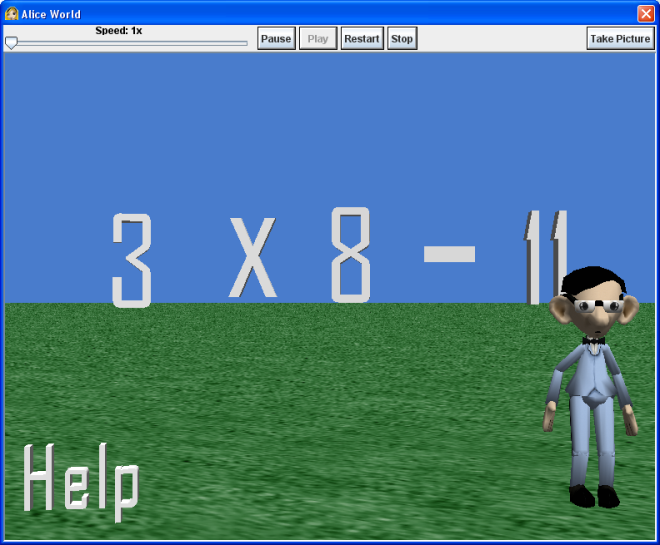 Alice World
Speed: 1x
Pause Play Restart Stop Take Picture
3 X 8 - 11
Help